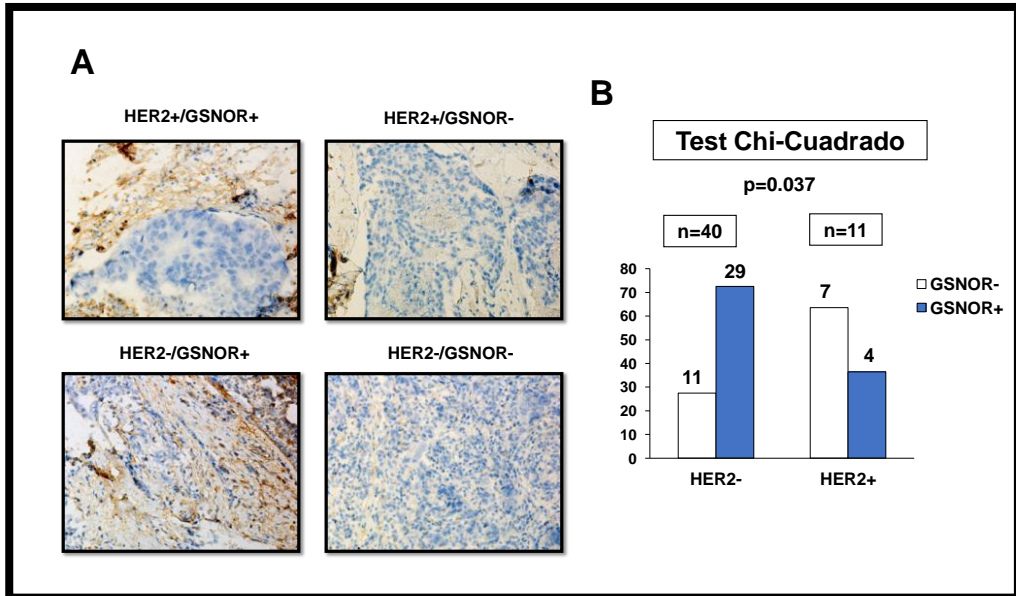 A
HER2+/GSNOR+
HER2+/GSNOR-
HER2-/GSNOR+
HER2-/GSNOR-
B
Test Chi-Cuadrado
p=0.037
n=40
n=11
80
70
60
50
40
30
20
10
0
11
29
7
4
HER2-
HER2+
GSNOR-
GSNOR+